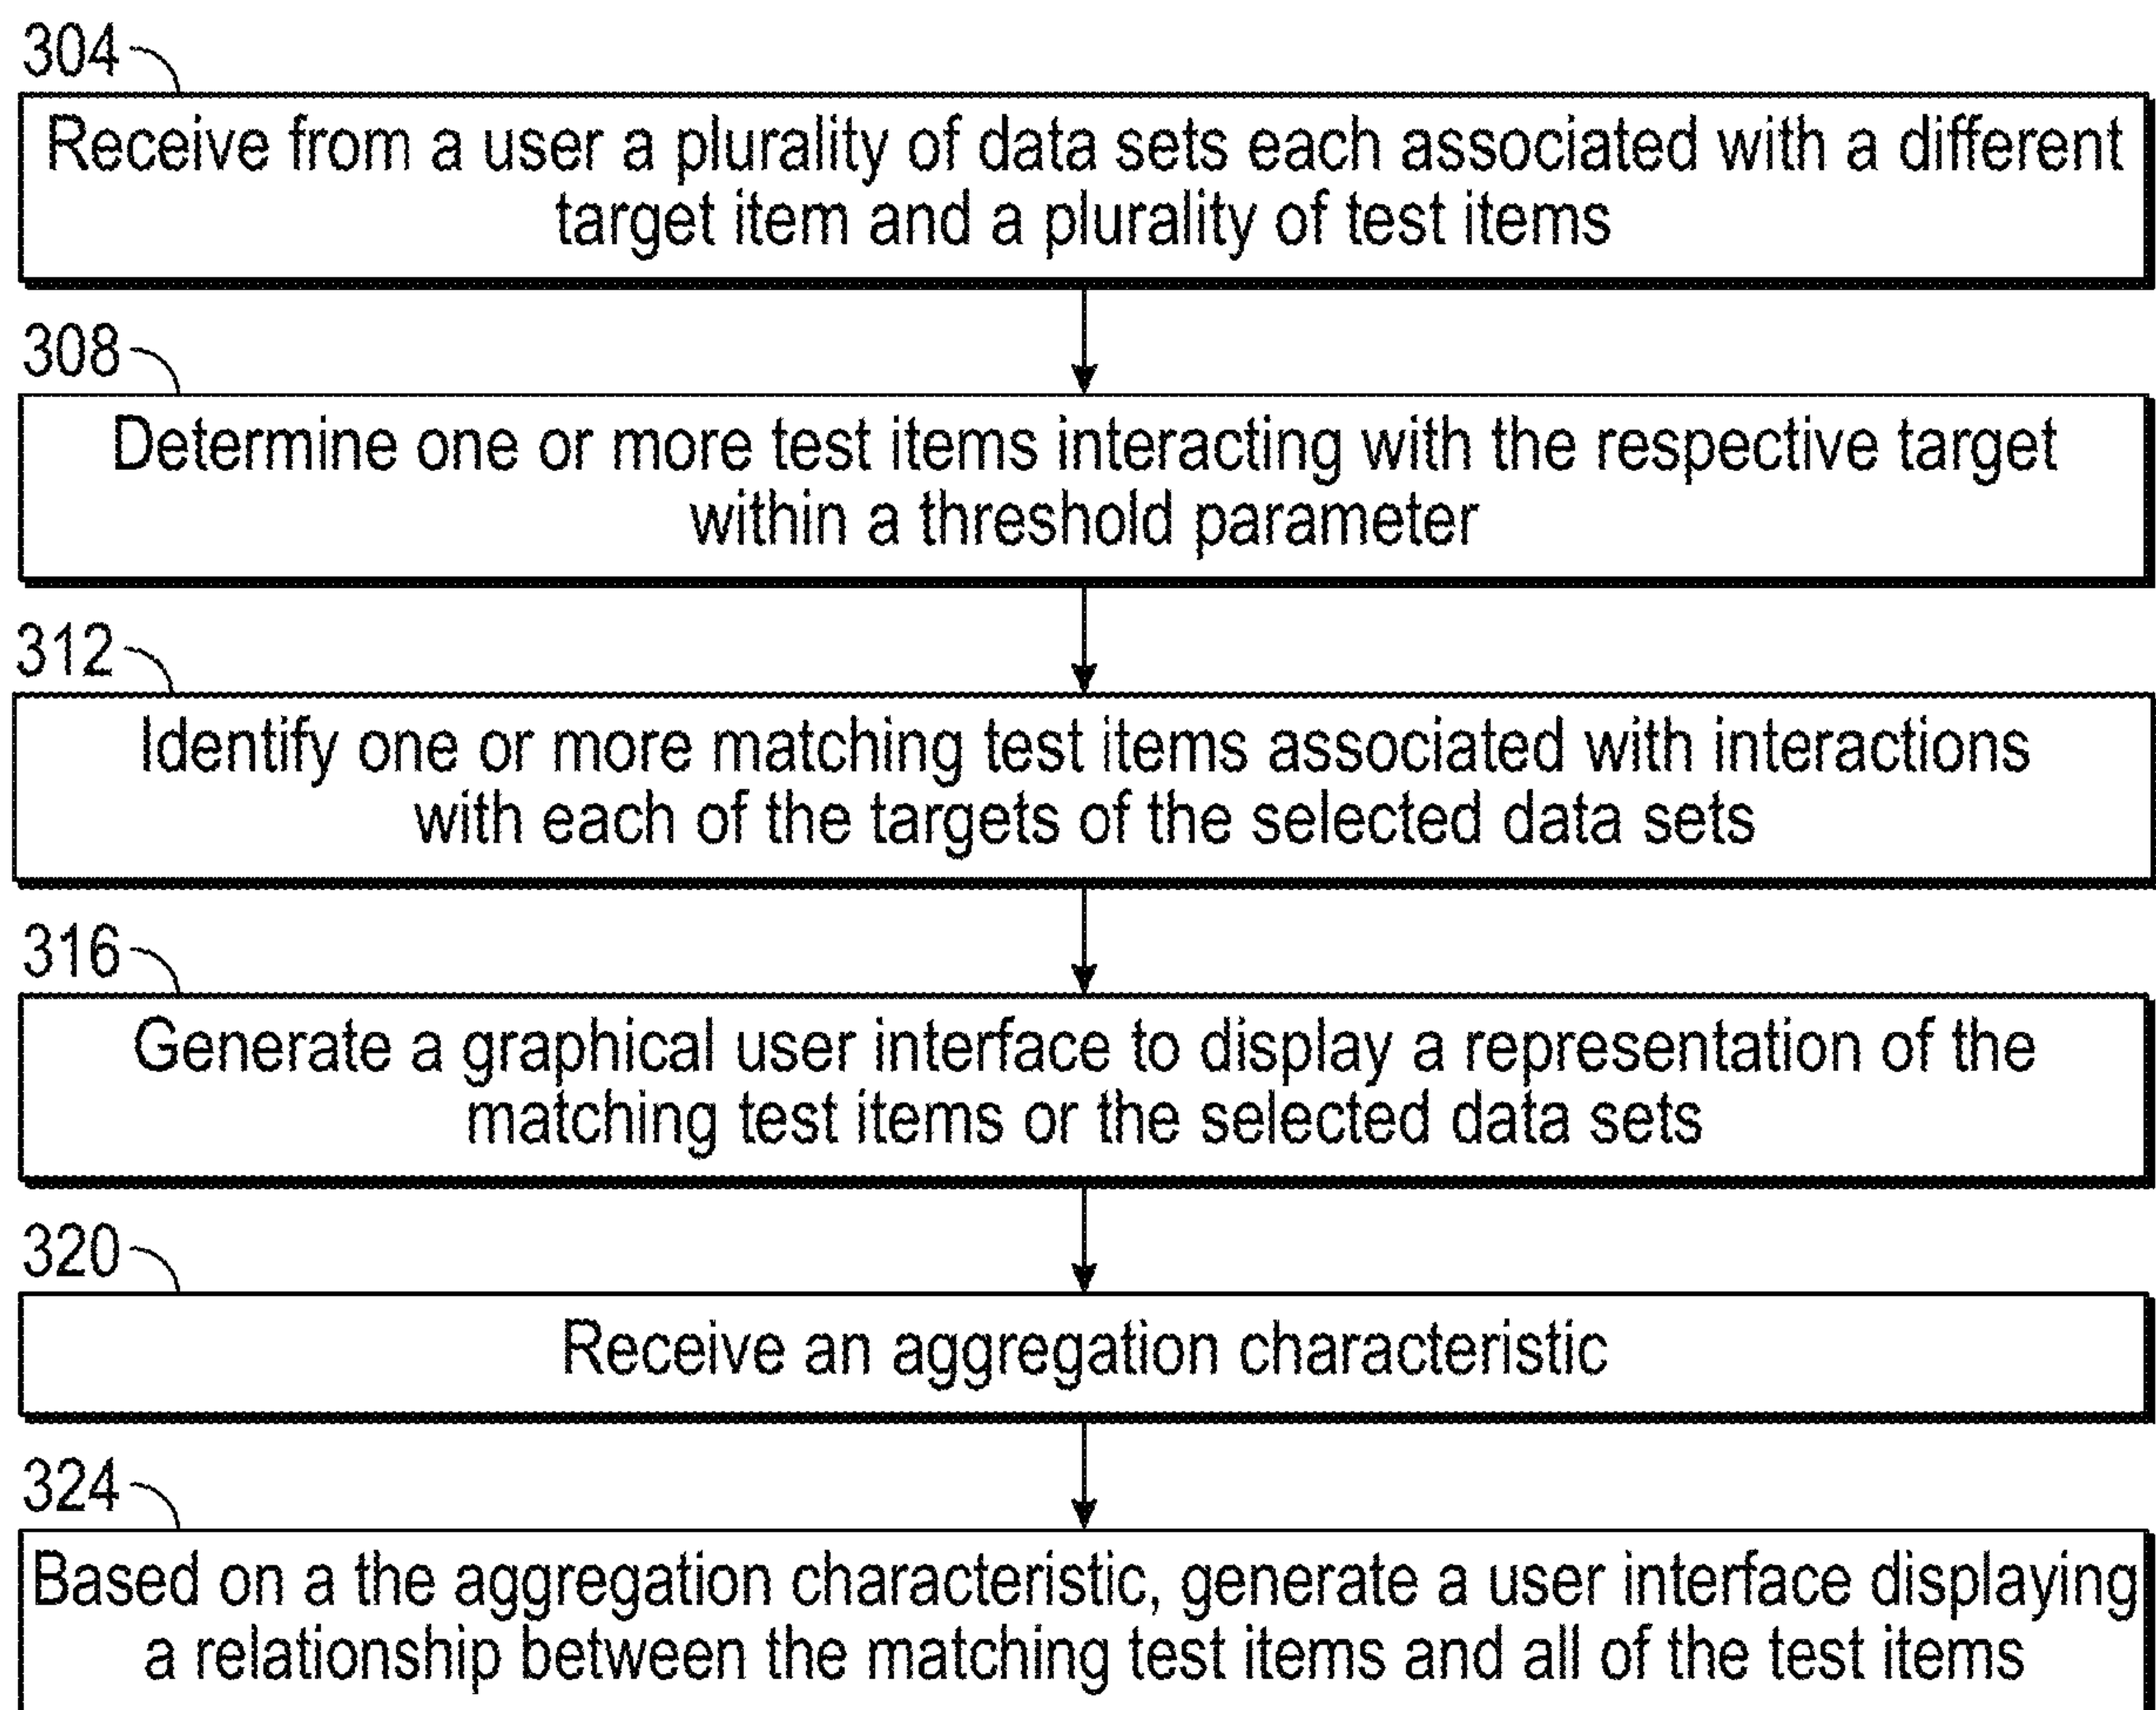 304
Receive from a user a plurality of data sets each associated with a different
target item and a plurality of test items
308
Determine one or more test items interacting with the respective target
within a threshold parameter
312
Identify one or more matching test items associated with interactions
with each of the targets of the selected data sets
316
Generate a graphical user interface to display a representation of the
matching test items or the selected data sets
320
Receive an aggregation characteristic
324
Based on a the aggregation characteristic, generate a user interface displaying
a relationship between the matching test items and all of the test items